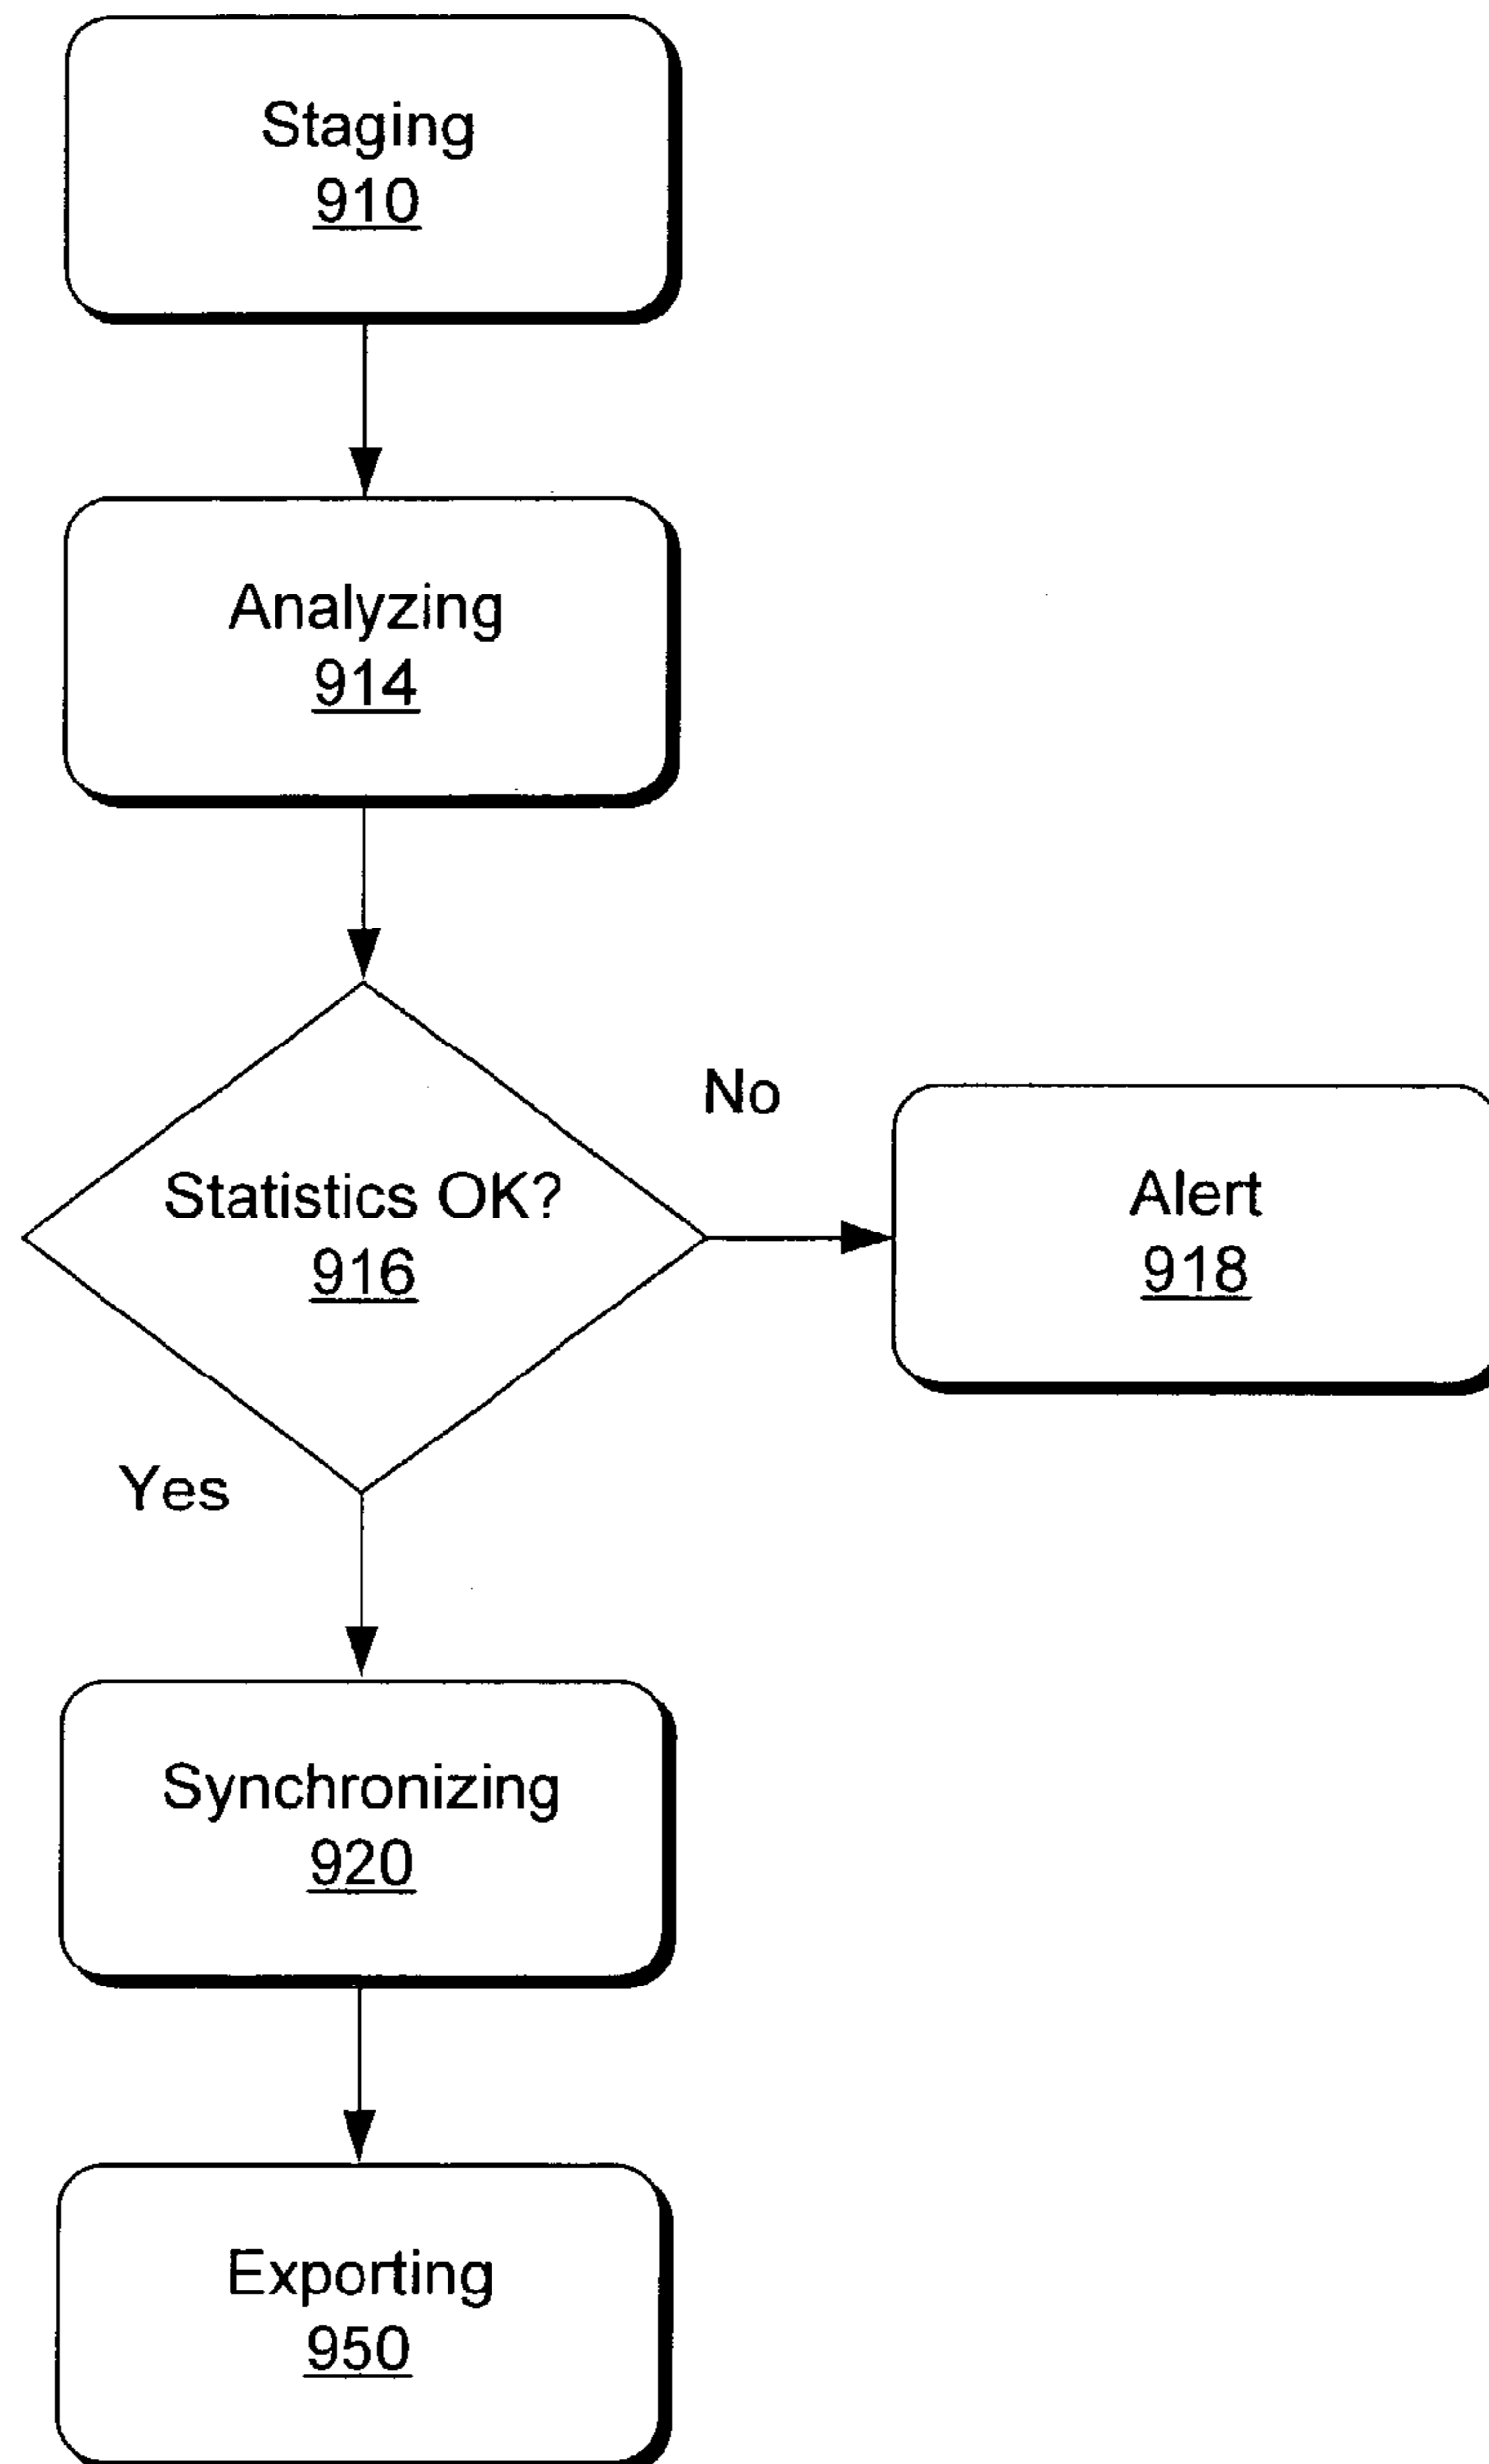 Staging
910
Analyzing
914
No
Statistics OK?
916
Alert
918
Yes
Synchronizing
920
Exporting
950